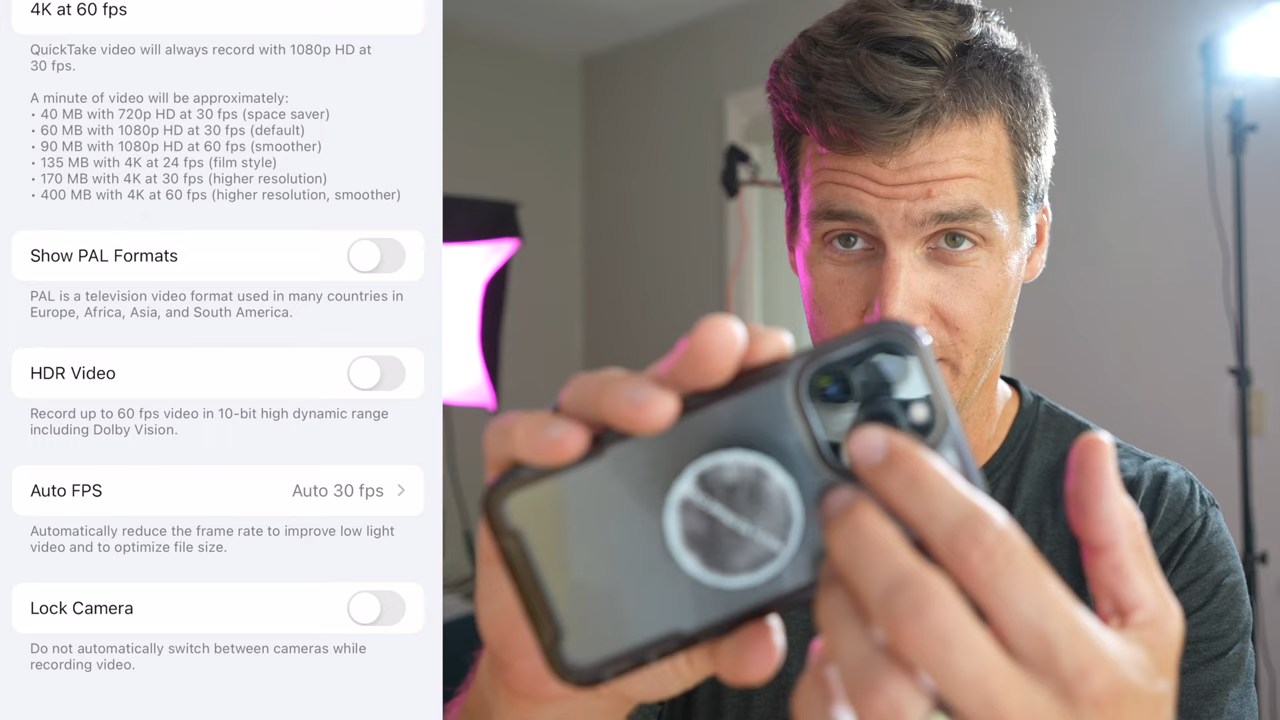 4K at 60 fps
QuickTake video will always record with 1080p HD at
30 fps.
A minute of video will be approximately:
• 40 MB with 720p HD at 30 fps (space saver)
• 60 MB with 1080p HD at 30 fps (default)
• 90 MB with 1080p HD at 60 fps (smoother)
• 135 MB with 4K at 24 fps (film style)
• 170 MB with 4K at 30 fps (higher resolution)
• 400 MB with 4K at 60 fps (higher resolution, smoother)
Show PAL Formats
PAL is a television video format used in many countries in
Europe, Africa, Asia, and South America.
HDR Video
Record up to 60 fps video in 10-bit high dynamic range
including Dolby Vision.
Auto FPS Auto 30 fps
Automatically reduce the frame rate to improve low light
video and to optimize file size.
Lock Camera
Do not automatically switch between cameras while
recording video.